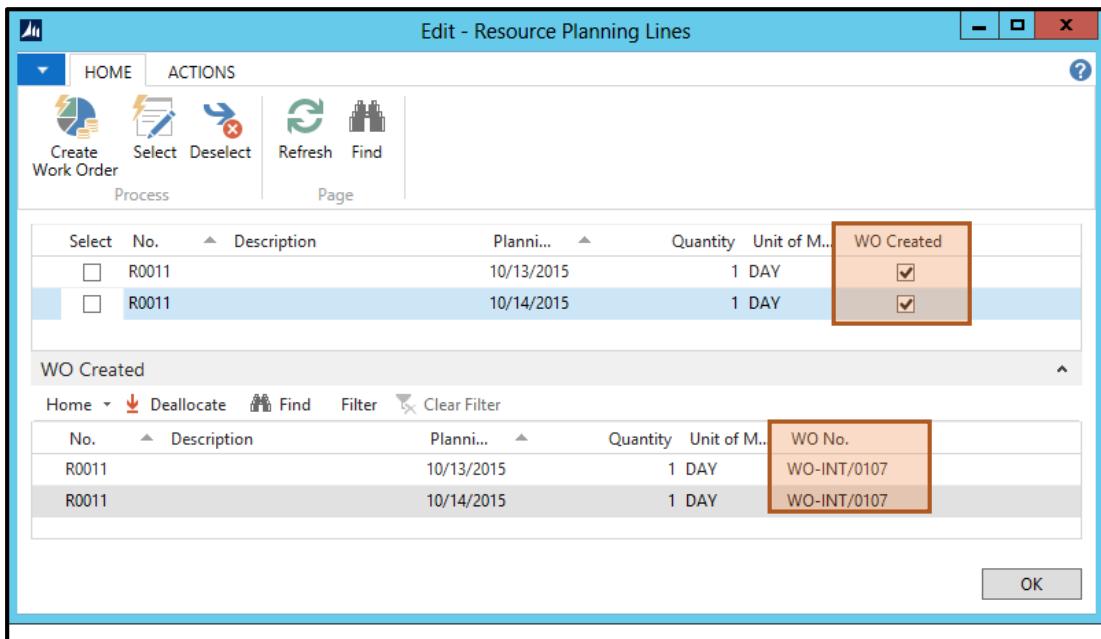 Edit - Resource Planning Lines
HOME ACTIONS
Create Work Order Select Deselect Refresh Find
Process Page
Select No. Description Planni... Quantity Unit of M... WO Created
R0011 10/13/2015 1 DAY
R0011 10/14/2015 1 DAY
WO Created
Home Deallocate Find Filter Clear Filter
No. Description Planni... Quantity Unit of M... WO No.
R0011 10/13/2015 1 DAY WO-INT/0107
R0011 10/14/2015 1 DAY WO-INT/0107
OK